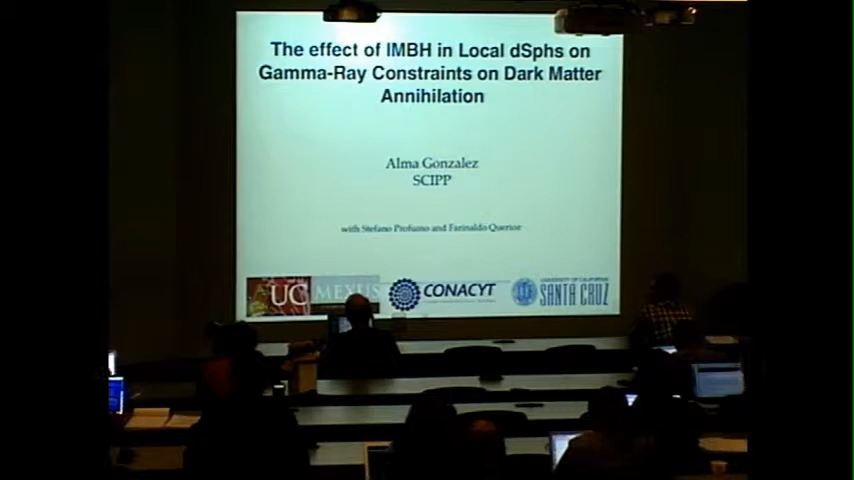 The effect of IMBH in Local dSphs on
Gamma-Ray Constraints on Dark Matter
Annihilation
Alma Gonzalez
SCIPP
with Stefano Profumo and Farinaldo Queiroz
UC MEXUS
CONACYT
UNIVERSITY OF CALIFORNIA
SANTA CRUZ